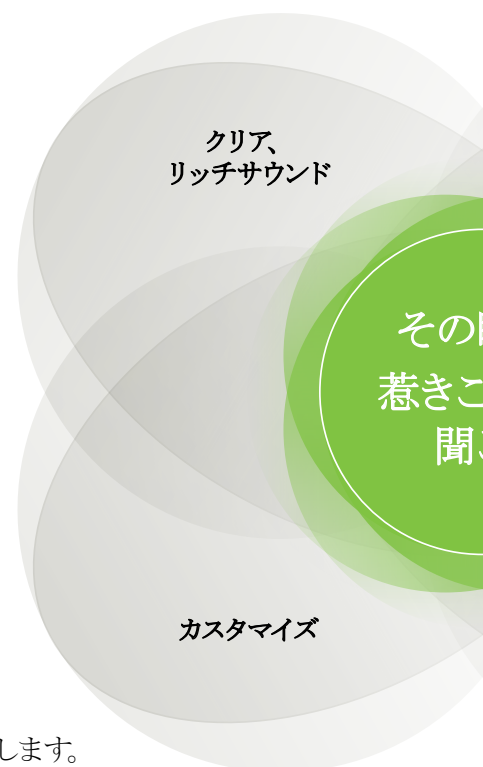 クリア、
リッチサウンド
その
惹きこ
聞
カスタマイズ
します。